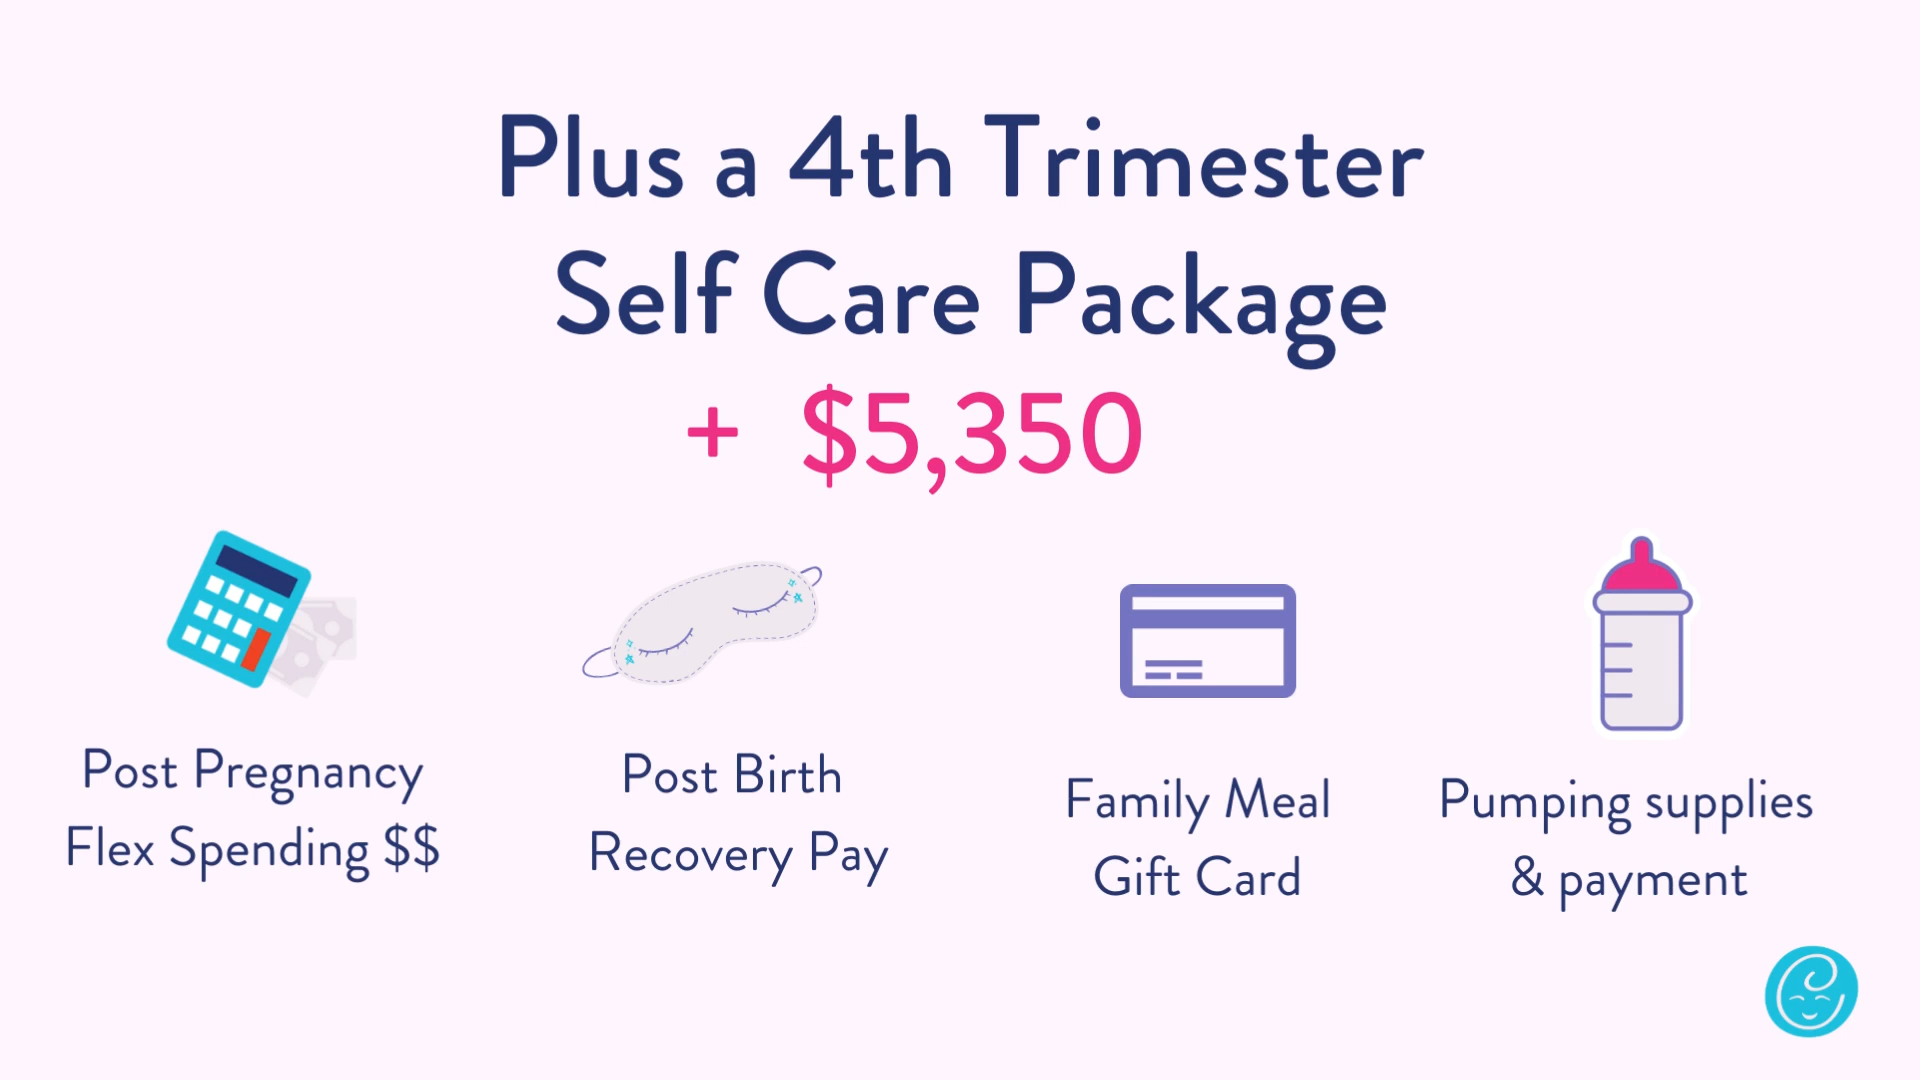 Plus a 4th Trimester
Self Care Package
+ $5,350
Post Pregnancy
Flex Spending $$
Post Birth
Recovery Pay
Family Meal
Gift Card
Pumping supplies
& payment